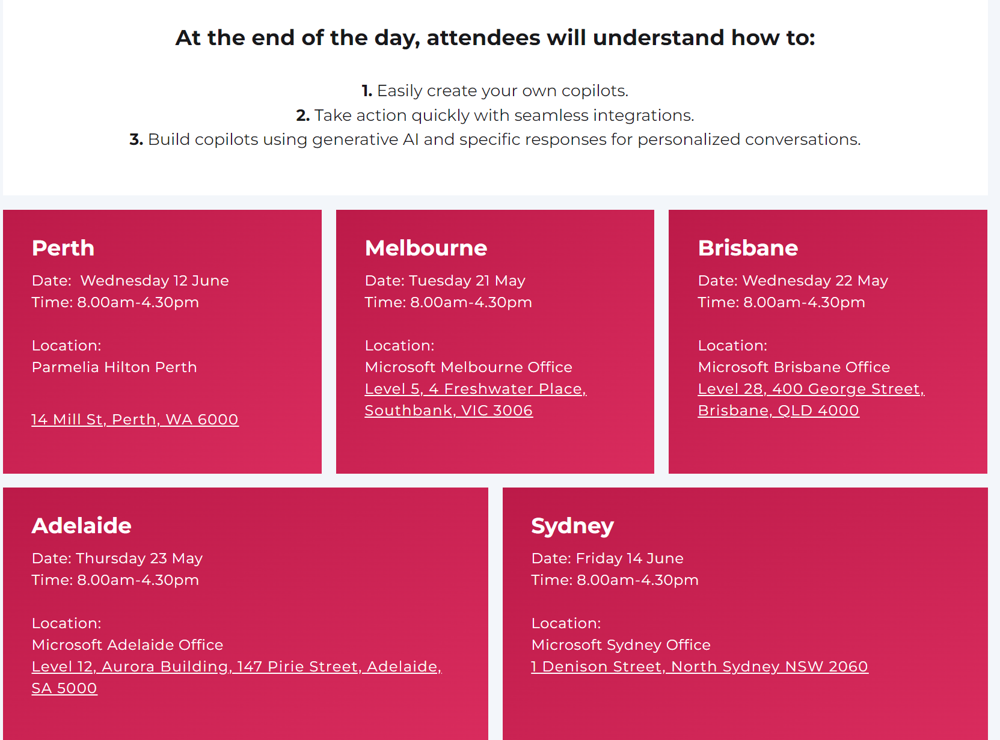 At the end of the day, attendees will understand how to:
1. Easily create your own copilots.
2. Take action quickly with seamless integrations.
3. Build copilots using generative AI and specific responses for personalized conversations.
Perth
Date:  Wednesday 12 June
Time: 8.00am-4.30pm
Location:
Parmelia Hilton Perth
14 Mill St, Perth, WA 6000
Melbourne
Date: Tuesday 21 May
Time: 8.00am-4.30pm
Location:
Microsoft Melbourne Office
Level 5, 4 Freshwater Place,
Southbank, VIC 3006
Brisbane
Date: Wednesday 22 May
Time: 8.00am-4.30pm
Location:
Microsoft Brisbane Office
Level 28, 400 George Street,
Brisbane, QLD 4000
Adelaide
Date: Thursday 23 May
Time: 8.00am-4.30pm
Location:
Microsoft Adelaide Office
Level 12, Aurora Building, 147 Pirie Street, Adelaide,
SA 5000
Sydney
Date: Friday 14 June
Time: 8.00am-4.30pm
Location:
Microsoft Sydney Office
1 Denison Street, North Sydney NSW 2060